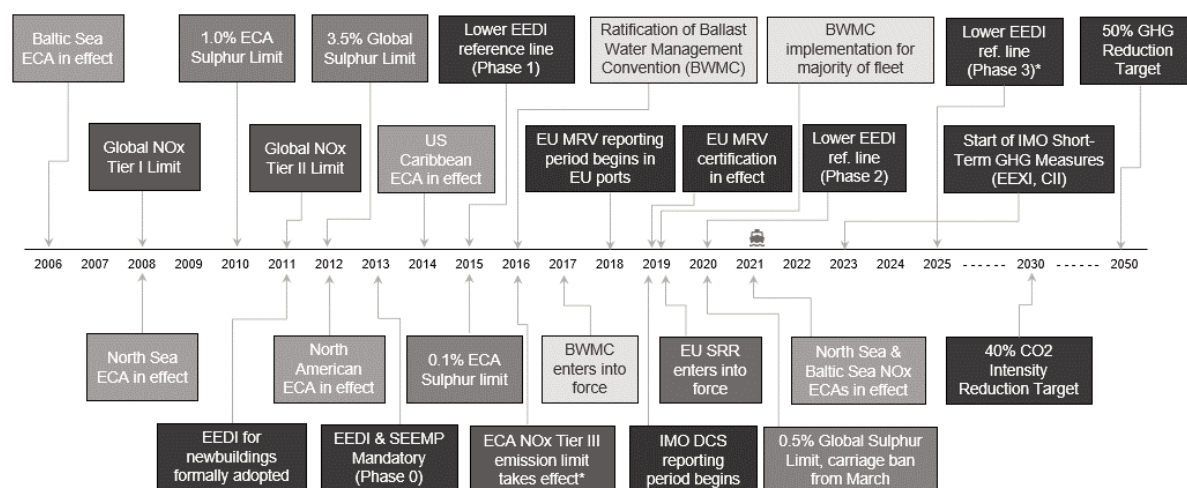 Baltic Sea
ECA in effect
1.0% ECA
Sulphur Limit
3.5% Global
Sulphur Limit
Lower EEDI
reference line
(Phase 1)
Ratification of Ballast
Water Management
Convention (BWMC)
BWMC
implementation for
majority of fleet
Lower EEDI
ref. line
(Phase 3)*
50% GHG
Reduction
Target
Global NOx
Tier I Limit
Global NOx
Tier II Limit
US
Caribbean
ECA in effect
EU MRV reporting
period begins in
EU ports
EU MRV
certification
in effect
Lower EEDI
ref. line
(Phase 2)
Start of IMO Short-
Term GHG Measures
(EEXI, CII)
2006 2007 2008 2009 2010 2011 2012 2013 2014 2015 2016 2017 2018 2019 2020 2021 2022 2023 2024 2025 ------ 2030 ------ 2050
North Sea
ECA in effect
North
American
ECA in effect
0.1% ECA
Sulphur limit
BWMC
enters into
force
EU SRR
enters into
force
North Sea &
Baltic Sea NOx
ECAs in effect
40% CO2
Intensity
Reduction Target
EEDI for
newbuildings
formally adopted
EEDI & SEEMP
Mandatory
(Phase 0)
ECA NOx Tier III
emission limit
takes effect*
IMO DCS
reporting
period begins
0.5% Global Sulphur
Limit, carriage ban
from March